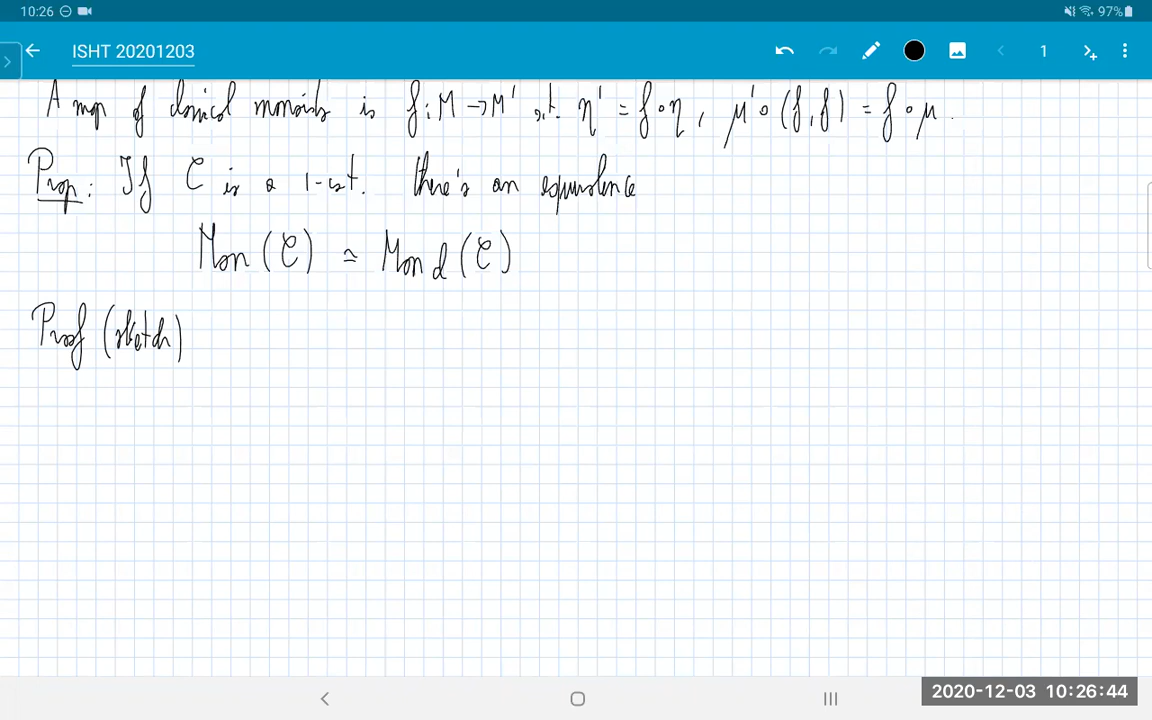 10:26 97%
ISHT 20201203
1
A map of classical monoids is f: M → M' s.t. η' = f∘η, μ'∘(f,f) = f∘μ.
Prop: If C is a 1-cat. there's an equivalence
Mon(C) ≃ Mon_cl(C)
Proof (sketch)
2020-12-03 10:26:44